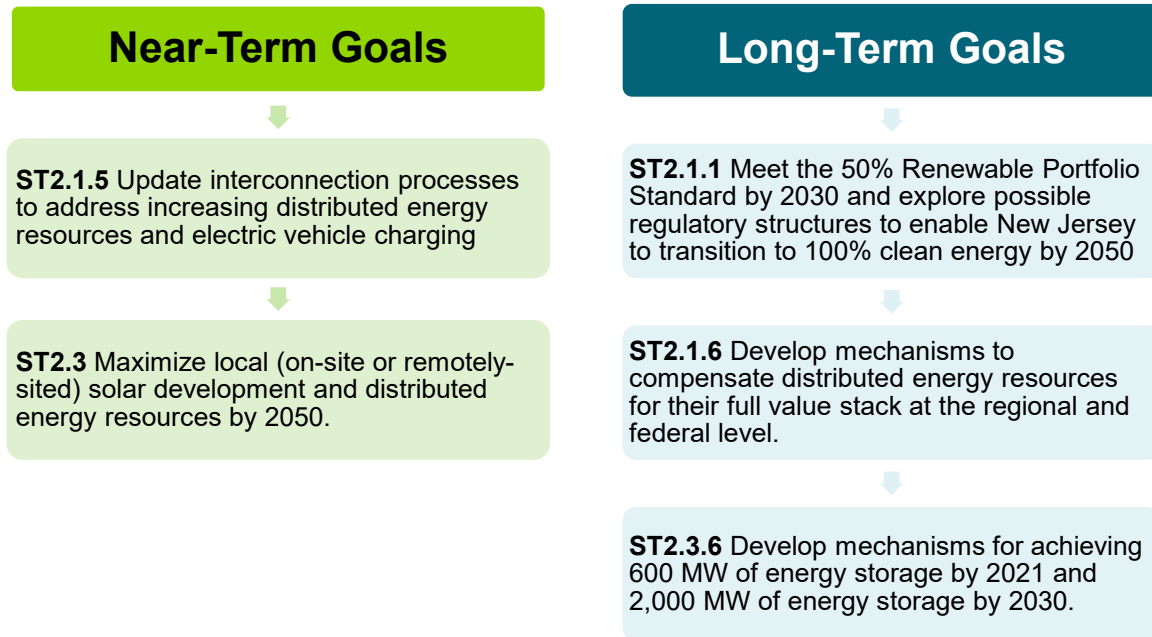 Near-Term Goals
ST2.1.5 Update interconnection processes
to address increasing distributed energy
resources and electric vehicle charging
ST2.3 Maximize local (on-site or remotely-
sited) solar development and distributed
energy resources by 2050.
Long-Term Goals
ST2.1.1 Meet the 50% Renewable Portfolio
Standard by 2030 and explore possible
regulatory structures to enable New Jersey
to transition to 100% clean energy by 2050
ST2.1.6 Develop mechanisms to
compensate distributed energy resources
for their full value stack at the regional and
federal level.
ST2.3.6 Develop mechanisms for achieving
600 MW of energy storage by 2021 and
2,000 MW of energy storage by 2030.